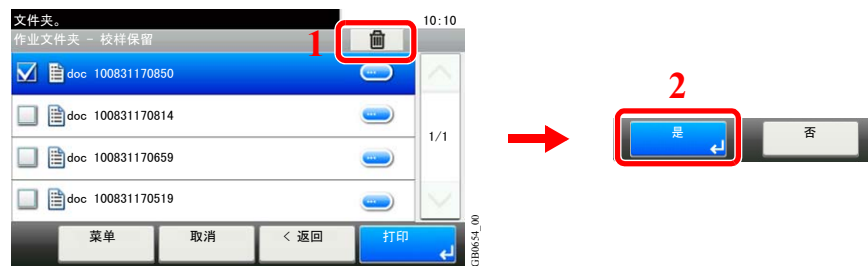 文件夹。 10:10
作业文件夹 - 校样保留
1
doc 100831170850
doc 100831170814
1/1
doc 100831170659
doc 100831170519
菜单 取消 < 返回 打印
GB0654_00
2
是 否